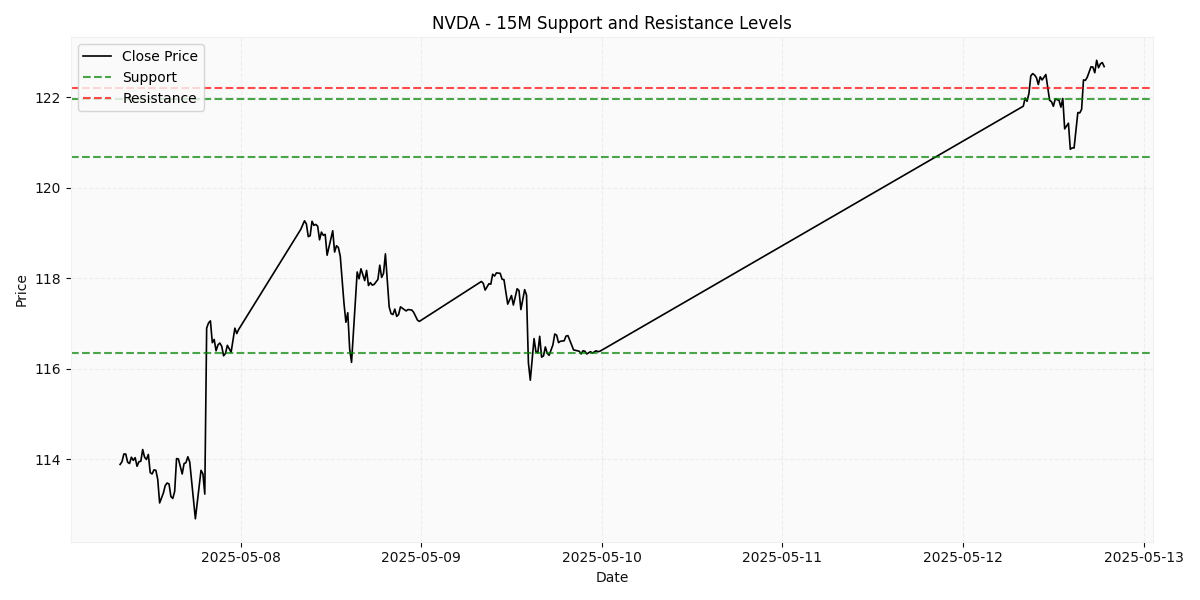 NVDA - 15M Support and Resistance Levels
Close Price
Support
Resistance
Price
122
120
118
116
114
2025-05-08
2025-05-09
2025-05-10
2025-05-11
2025-05-12
2025-05-13
Date